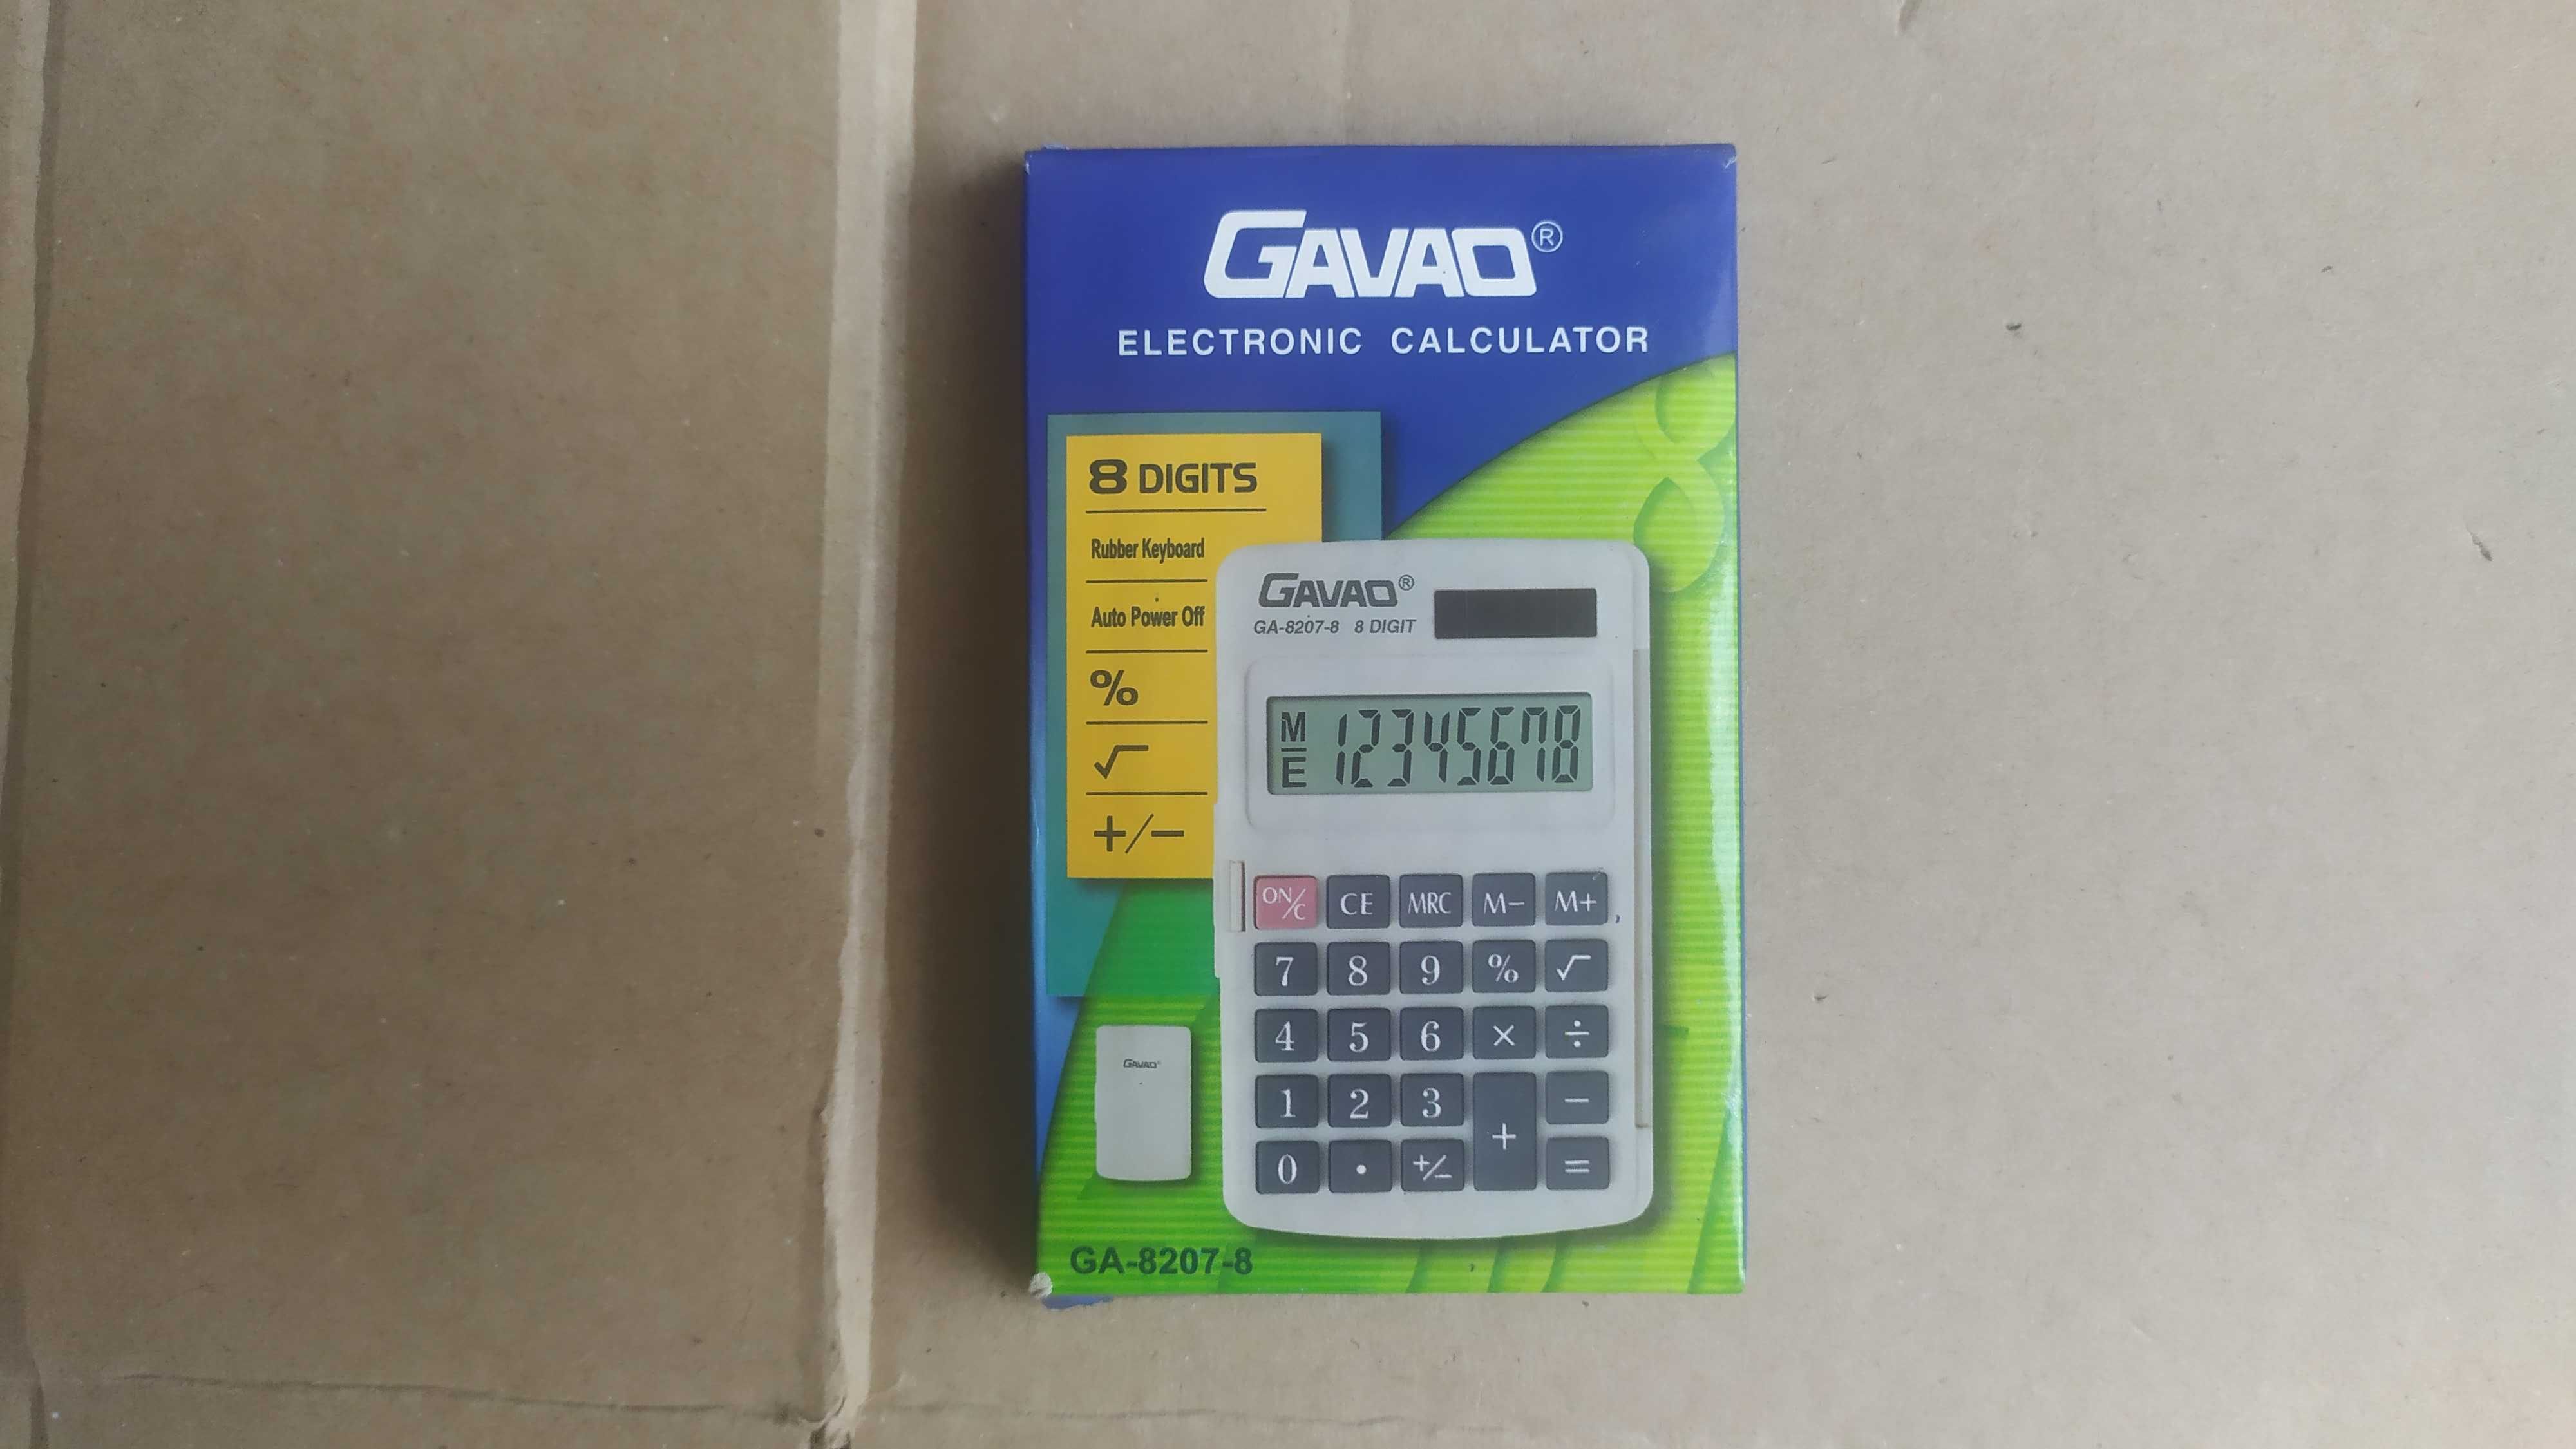 GAVAO®
ELECTRONIC CALCULATOR
8 DIGITS
Rubber Keyboard
Auto Power Off
%
√
+/−
GAVAO®
GA-8207-8 8 DIGIT
M
E
12345678
ON/C CE MRC M− M+
7 8 9 % √
4 5 6 × ÷
1 2 3 −
+
0 . +/− =
GAVAO®
GA-8207-8